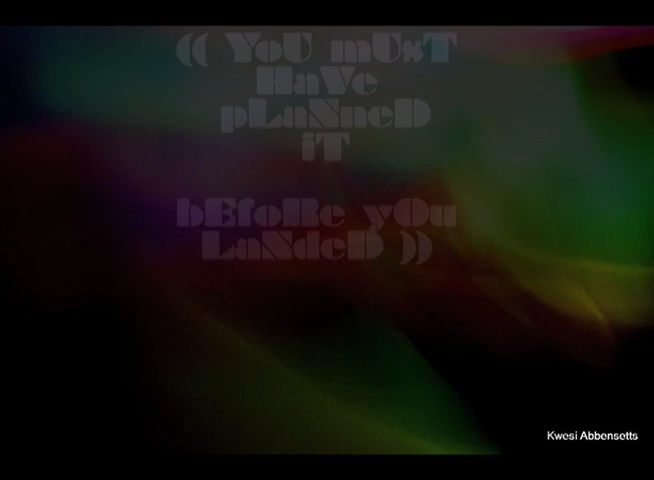 (( YoU mUsT
HaVe
pLaNneD
iT
bEfoRe yOu
LaNdeD ))
Kwesi Abbensetts